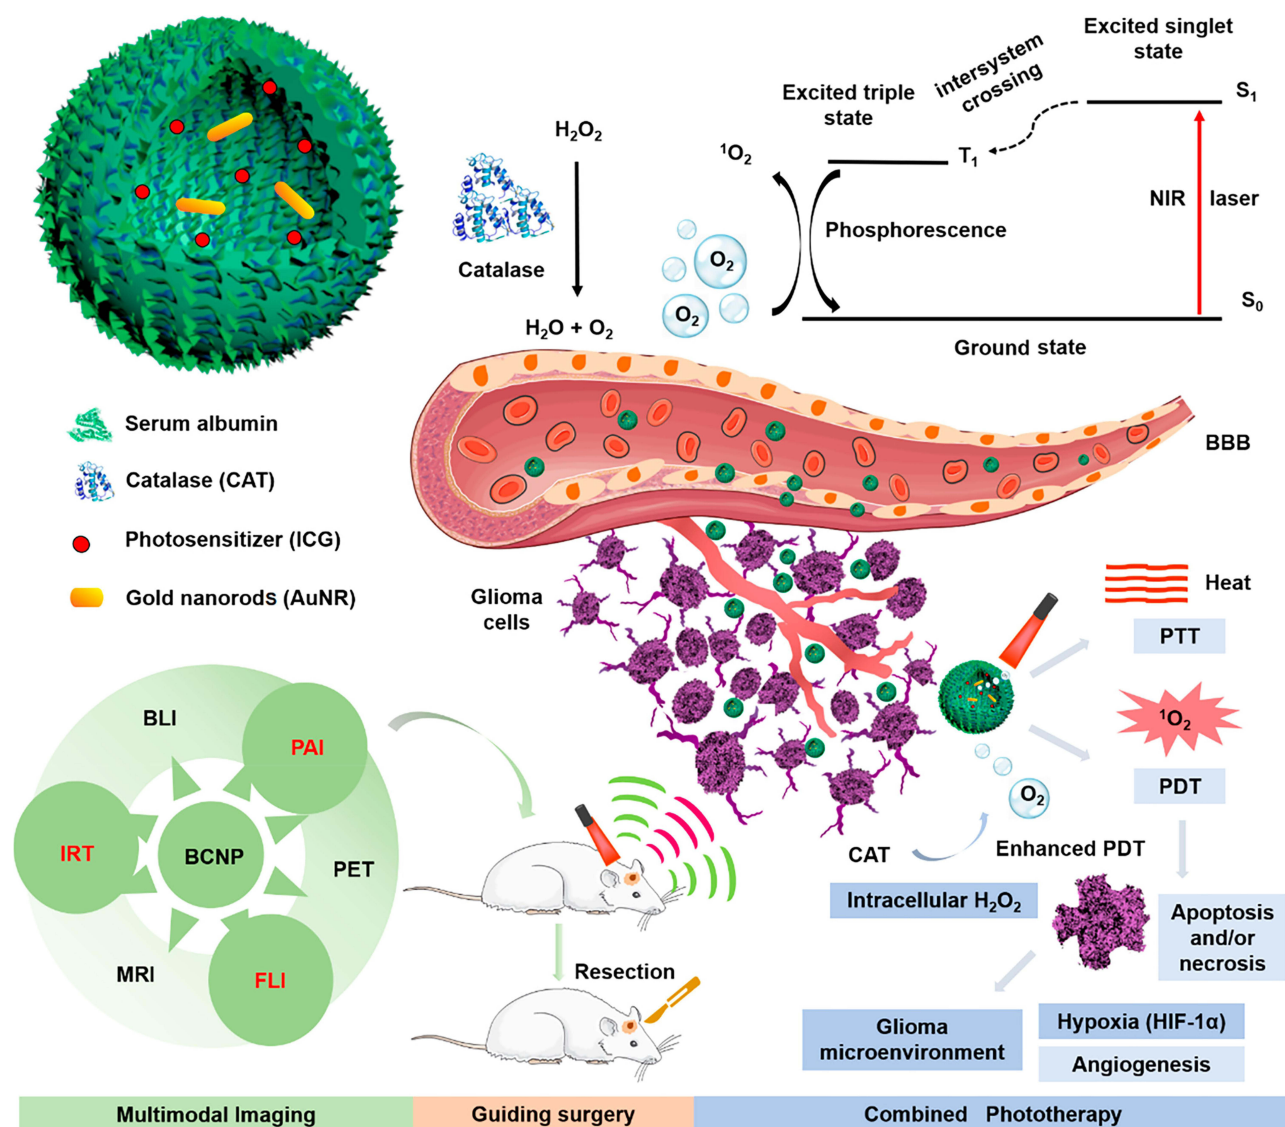 Excited singlet
state
intersystem
crossing
Excited triple
state
S₁
T₁
H₂O₂
¹O₂
NIR laser
Phosphorescence
Catalase
O₂
O₂
S₀
H₂O + O₂
Ground state
Serum albumin
Catalase (CAT)
Photosensitizer (ICG)
Gold nanorods (AuNR)
BBB
Glioma
cells
Heat
PTT
¹O₂
PDT
O₂
CAT
Enhanced PDT
Intracellular H₂O₂
Apoptosis
and/or
necrosis
Glioma
microenvironment
Hypoxia (HIF-1α)
Angiogenesis
BLI
PAI
IRT
BCNP
PET
MRI
FLI
Resection
Multimodal Imaging
Guiding surgery
Combined Phototherapy